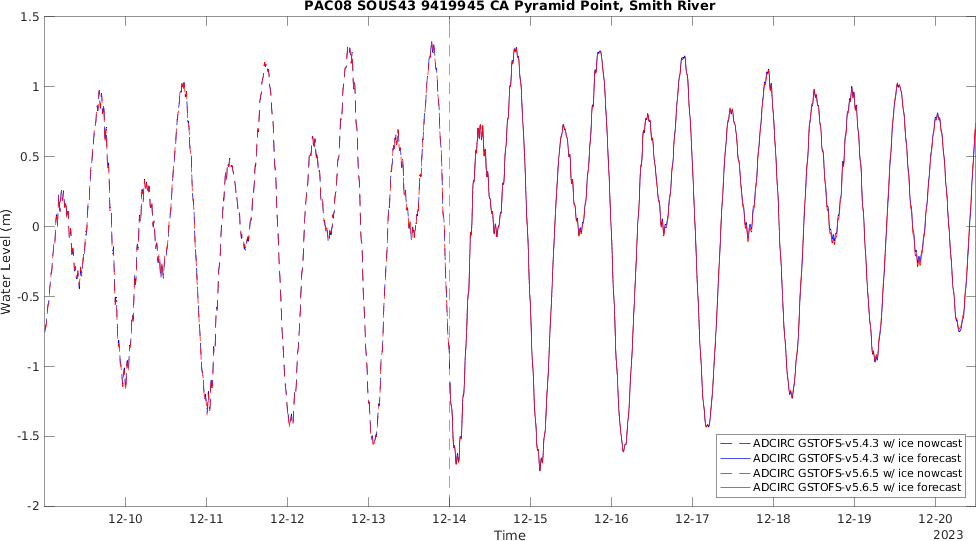 PAC08 SOUS43 9419945 CA Pyramid Point, Smith River
1.5
1
0.5
0
-0.5
-1
-1.5
-2
Water Level (m)
12-10
12-11
12-12
12-13
12-14
12-15
12-16
12-17
12-18
12-19
12-20
Time
2023
ADCIRC GSTOFS-v5.4.3 w/ ice nowcast
ADCIRC GSTOFS-v5.4.3 w/ ice forecast
ADCIRC GSTOFS-v5.6.5 w/ ice nowcast
ADCIRC GSTOFS-v5.6.5 w/ ice forecast